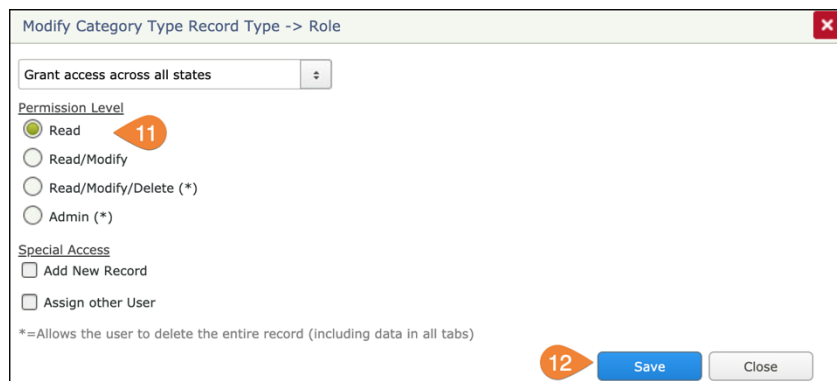 Modify Category Type Record Type -> Role
Grant access across all states
Permission Level
Read
11
Read/Modify
Read/Modify/Delete (*)
Admin (*)
Special Access
Add New Record
Assign other User
*=Allows the user to delete the entire record (including data in all tabs)
12 Save Close